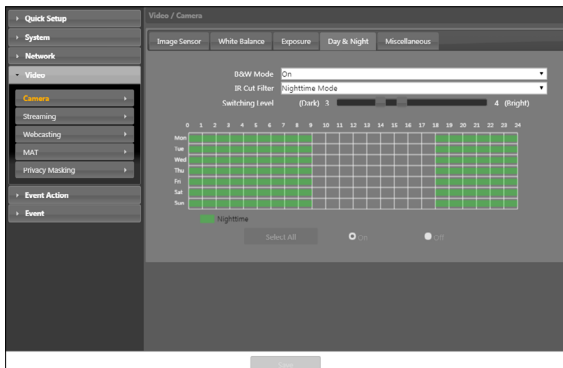 Quick Setup
System
Network
Video
Camera
Streaming
Webcasting
MAT
Privacy Masking
Event Action
Event
Video / Camera
Image Sensor White Balance Exposure Day & Night Miscellaneous
B&W Mode On
IR Cut Filter Nighttime Mode
Switching Level (Dark) 3 4 (Bright)
0 1 2 3 4 5 6 7 8 9 10 11 12 13 14 15 16 17 18 19 20 21 22 23 24
Mon
Tue
Wed
Thu
Fri
Sat
Sun
Nighttime
Select All On Off
Save